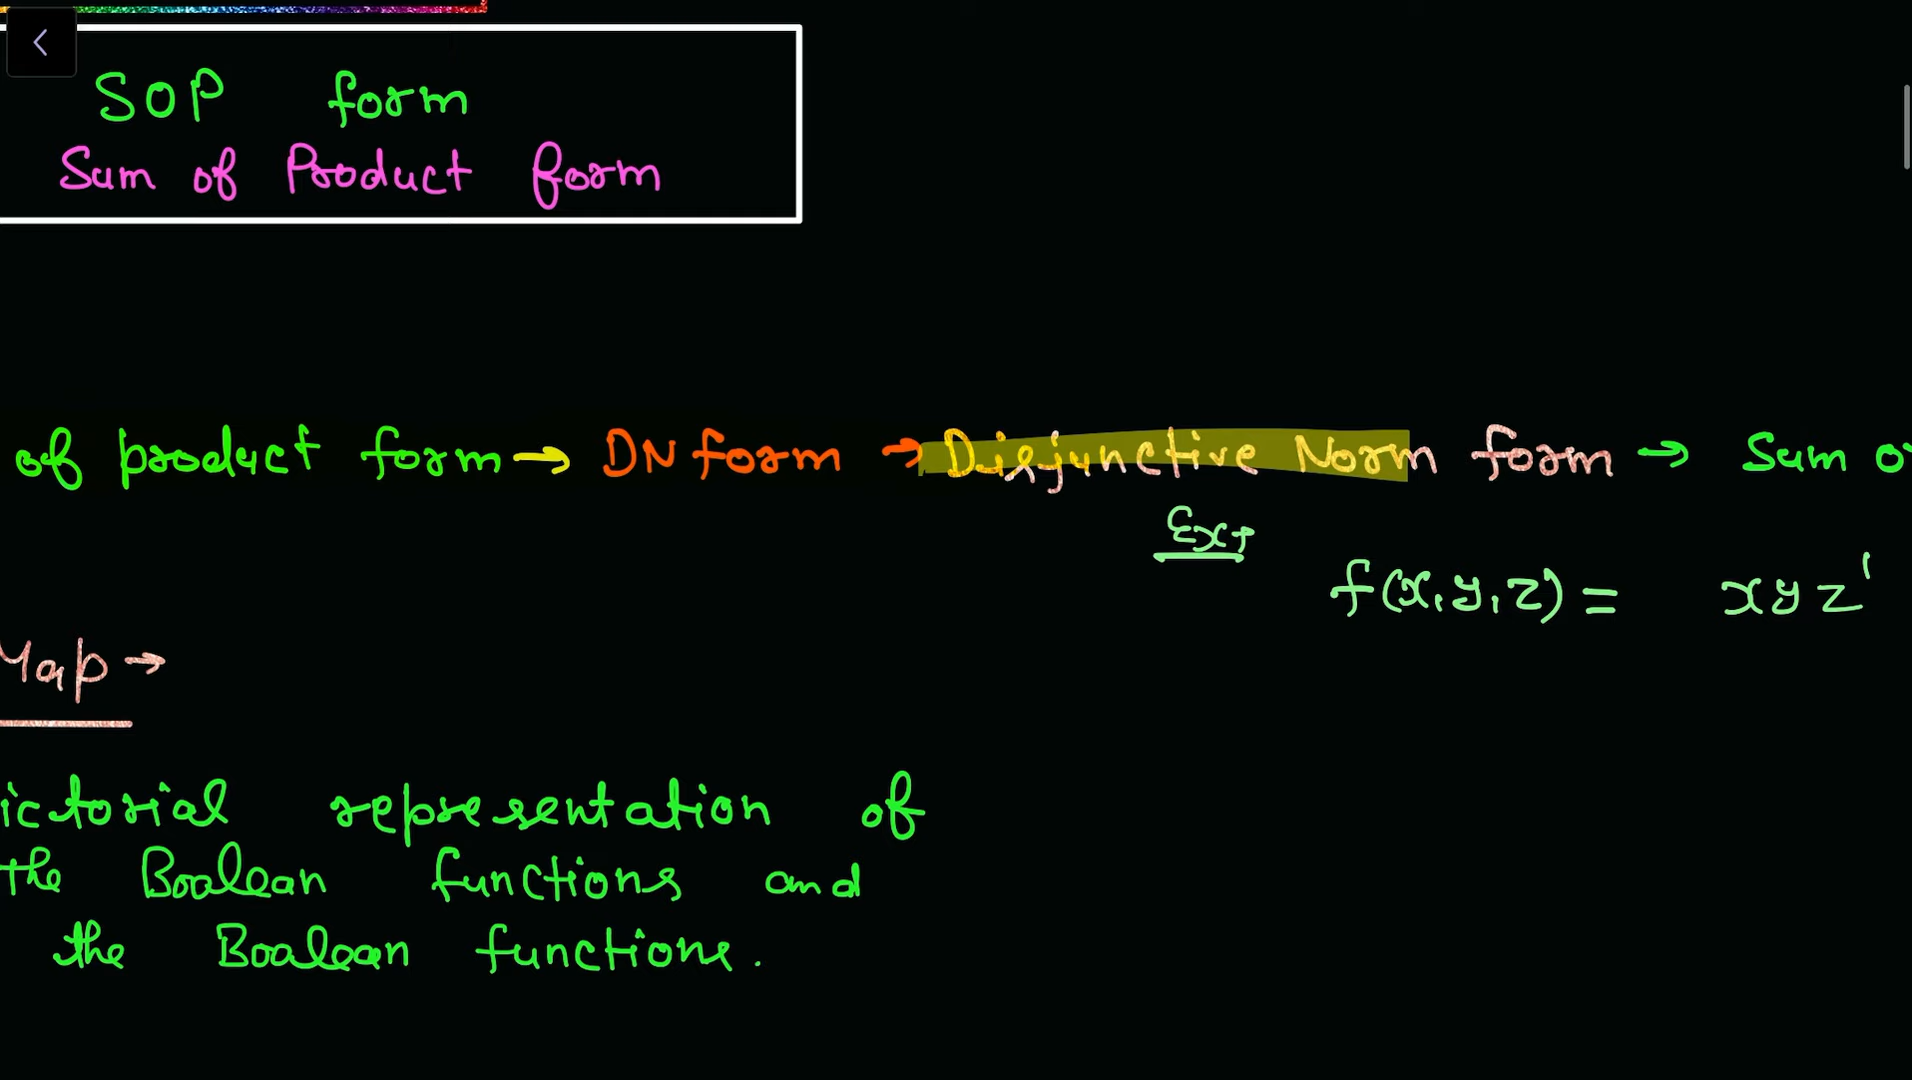 SOP form
Sum of Product form
of product form → DN form → Disjunctive Norm form → Sum o
Ex→
f(x,y,z) = xyz'
Map →
ictorial representation of
the Boolean functions and
the Boolean functions.